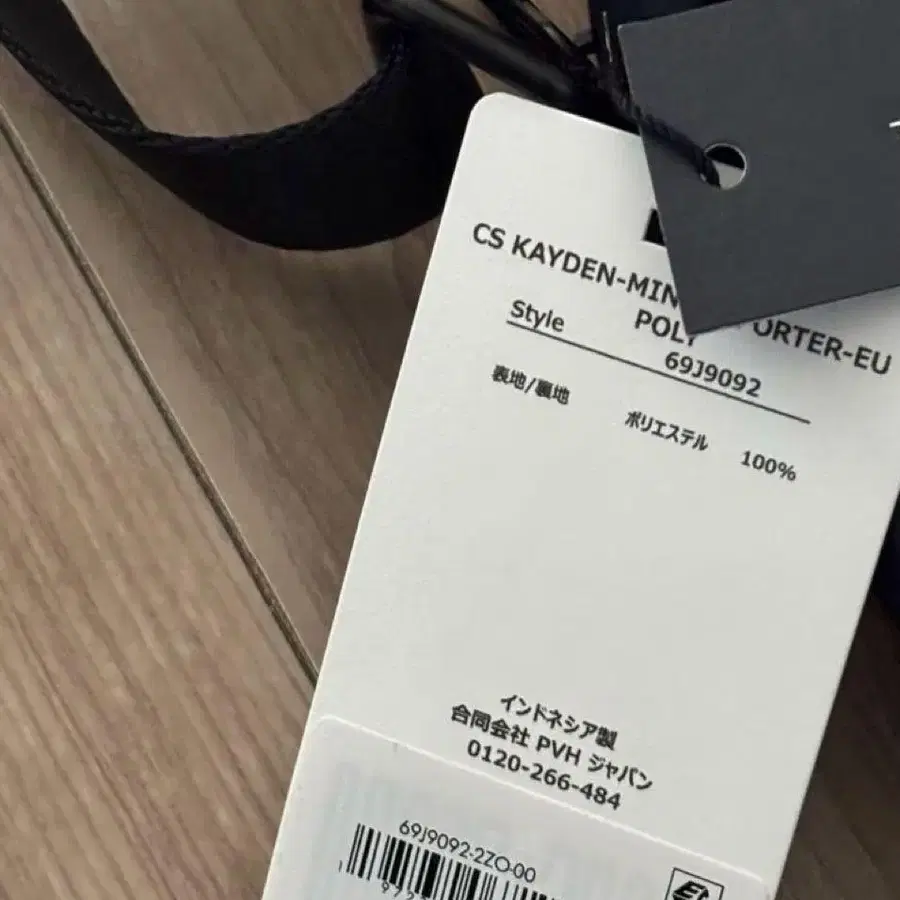 CS KAYDEN-MIN ORTER-EU
POLY
Style 69J9092
表地/裏地 ポリエステル 100%
インドネシア製
合同会社 PVH ジャパン
0120-266-484
69J9092-2ZO-00